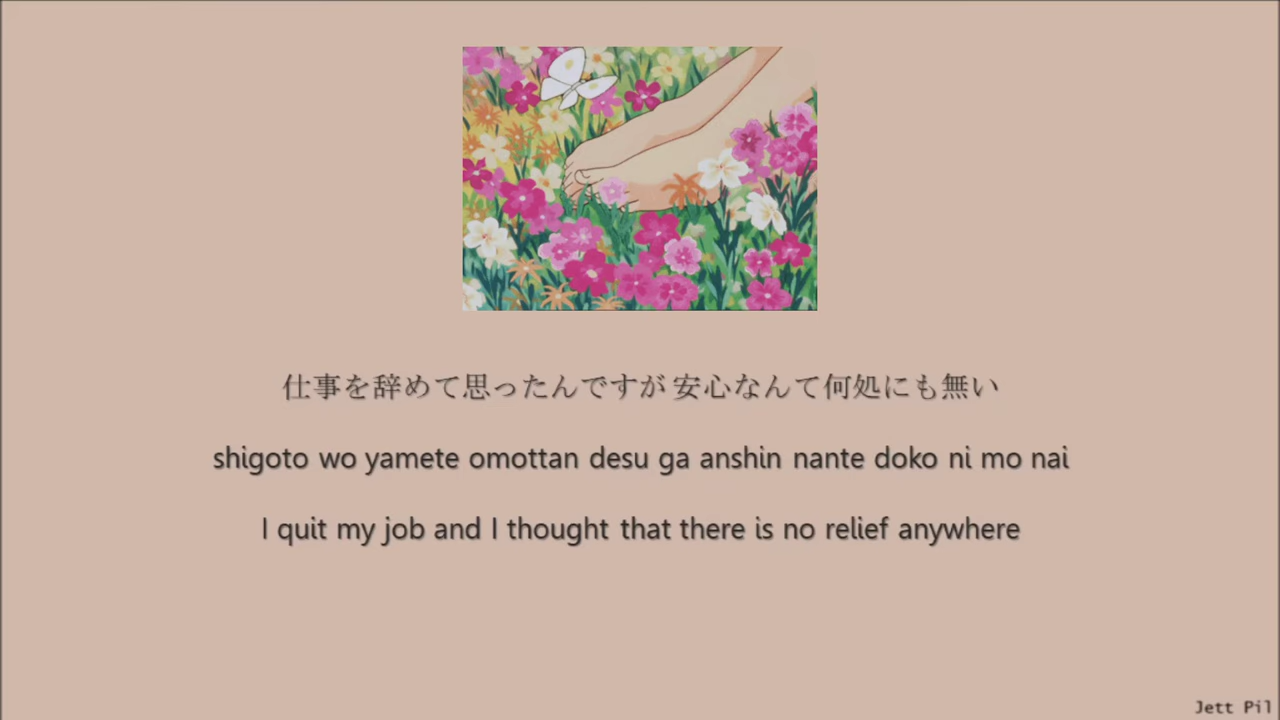 仕事を辞めて思ったんですが 安心なんて何処にも無い
shigoto wo yamete omottan desu ga anshin nante doko ni mo nai
I quit my job and I thought that there is no relief anywhere
Jett Pil